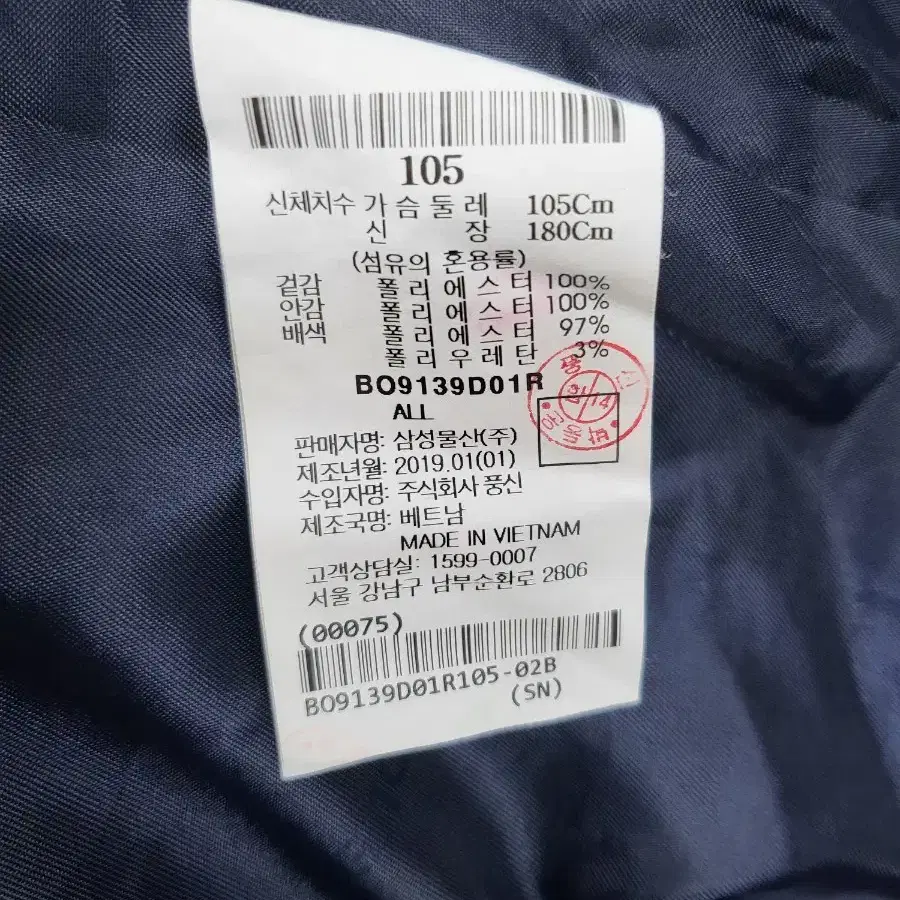 105
신체치수 가 슴 둘 레 105Cm
신 장 180Cm
(섬유의 혼용률)
겉감 폴 리 에 스 터 100%
안감 폴 리 에 스 터 100%
배색 폴 리 에 스 터 97%
폴 리 우 레 탄 3%
BO9139D01R
ALL
판매자명: 삼성물산(주)
제조년월: 2019.01(01)
수입자명: 주식회사 풍신
제조국명: 베트남
MADE IN VIETNAM
고객상담실: 1599-0007
서울 강남구 남부순환로 2806
(00075)
BO9139D01R105-02B
(SN)